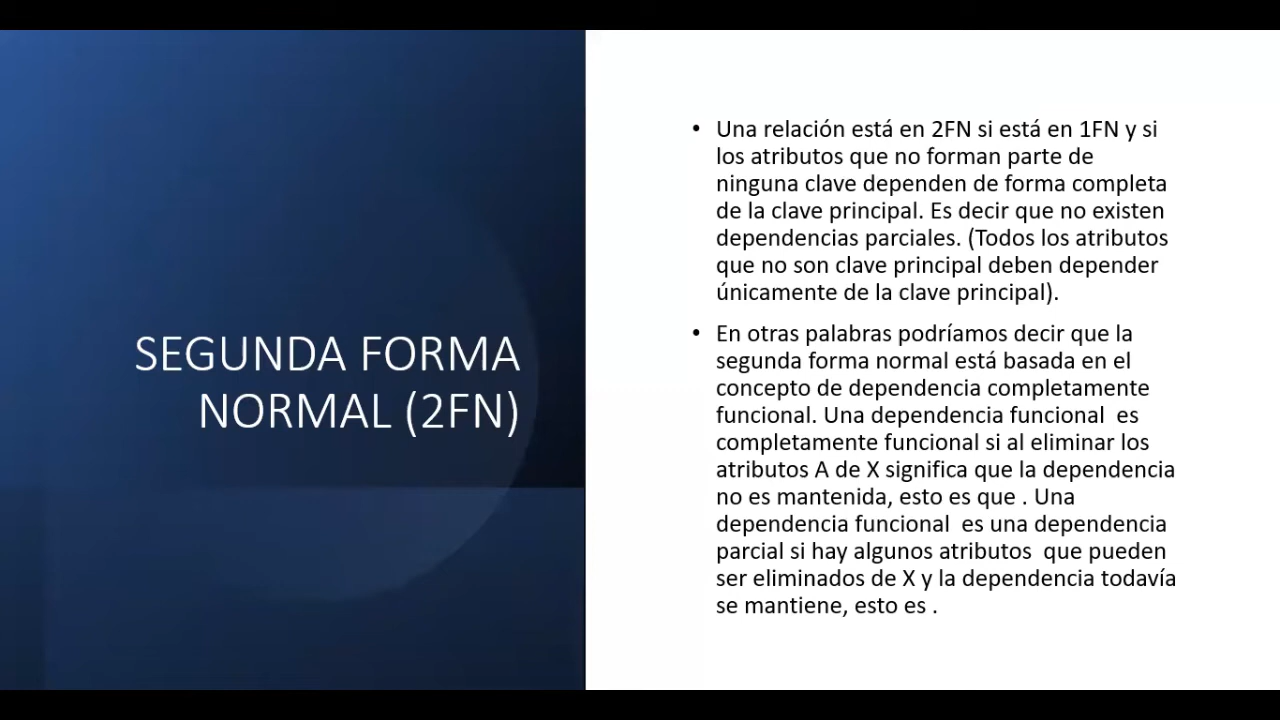 SEGUNDA FORMA
NORMAL (2FN)
• Una relación está en 2FN si está en 1FN y si
los atributos que no forman parte de
ninguna clave dependen de forma completa
de la clave principal. Es decir que no existen
dependencias parciales. (Todos los atributos
que no son clave principal deben depender
únicamente de la clave principal).
• En otras palabras podríamos decir que la
segunda forma normal está basada en el
concepto de dependencia completamente
funcional. Una dependencia funcional  es
completamente funcional si al eliminar los
atributos A de X significa que la dependencia
no es mantenida, esto es que . Una
dependencia funcional  es una dependencia
parcial si hay algunos atributos  que pueden
ser eliminados de X y la dependencia todavía
se mantiene, esto es .